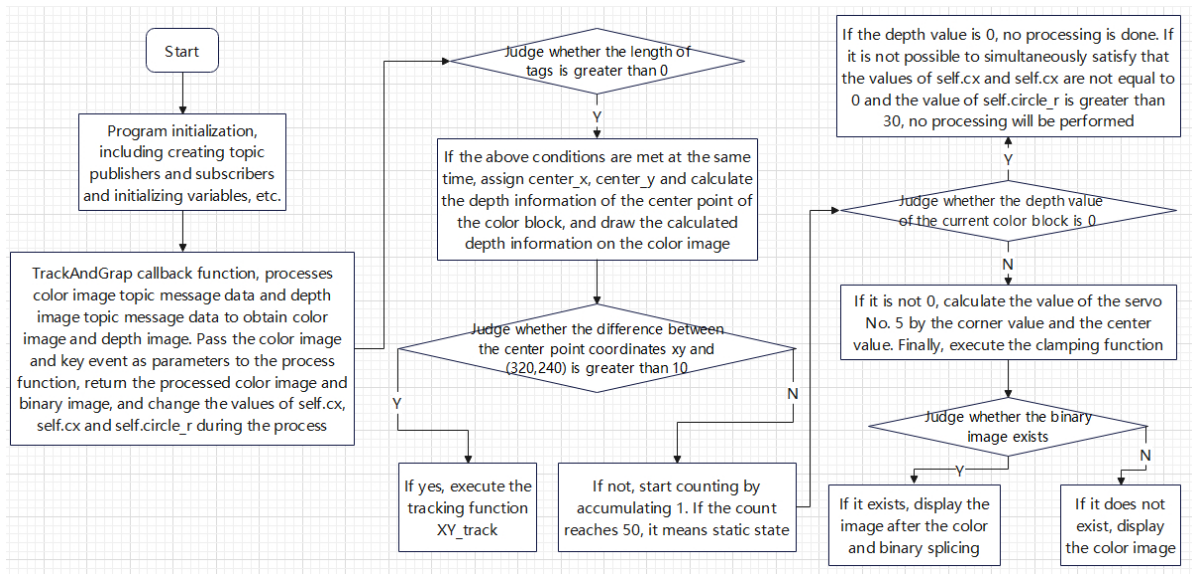 Start
Program initialization,
including creating topic
publishers and subscribers
and initializing variables, etc.
TrackAndGrap callback function, processes
color image topic message data and depth
image topic message data to obtain color
image and depth image. Pass the color image
and key event as parameters to the process
function, return the processed color image and
binary image, and change the values of self.cx,
self.cx and self.circle_r during the process
Judge whether the length of
tags is greater than 0
Y
If the above conditions are met at the same
time, assign center_x, center_y and calculate
the depth information of the center point of
the color block, and draw the calculated
depth information on the color image
Judge whether the difference between
the center point coordinates xy and
(320,240) is greater than 10
Y
N
If yes, execute the
tracking function
XY_track
If not, start counting by
accumulating 1. If the count
reaches 50, it means static state
If the depth value is 0, no processing is done. If
it is not possible to simultaneously satisfy that
the values of self.cx and self.cx are not equal to
0 and the value of self.circle_r is greater than
30, no processing will be performed
Y
Judge whether the depth value
of the current color block is 0
N
If it is not 0, calculate the value of the servo
No. 5 by the corner value and the center
value. Finally, execute the clamping function
Judge whether the binary
image exists
Y
N
If it exists, display the
image after the color
and binary splicing
If it does not
exist, display
the color image